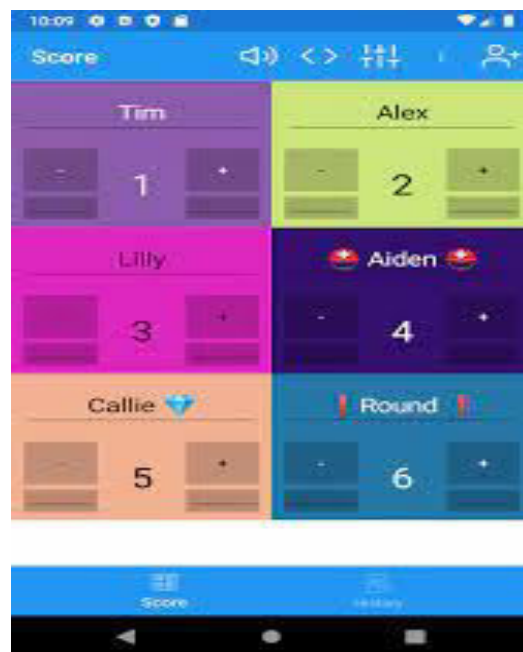 10:09
Score
Tim
- 1 +
Alex
- 2 +
Lilly
- 3 +
Aiden
- 4 +
Callie
- 5 +
Round
- 6 +
Score
History